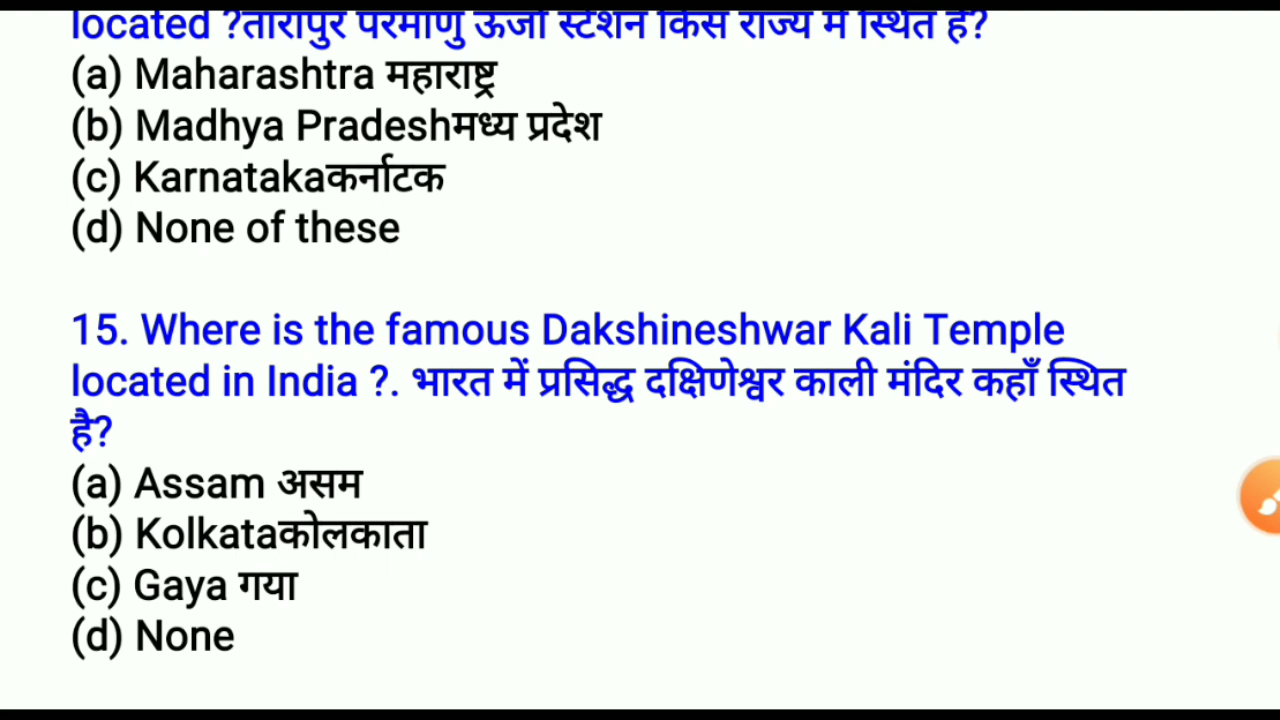 located ?तारापुर परमाणु ऊर्जा स्टेशन किस राज्य में स्थित है?
(a) Maharashtra महाराष्ट्र
(b) Madhya Pradeshमध्य प्रदेश
(c) Karnatakaकर्नाटक
(d) None of these
15. Where is the famous Dakshineshwar Kali Temple
located in India ?. भारत में प्रसिद्ध दक्षिणेश्वर काली मंदिर कहाँ स्थित
है?
(a) Assam असम
(b) Kolkataकोलकाता
(c) Gaya गया
(d) None